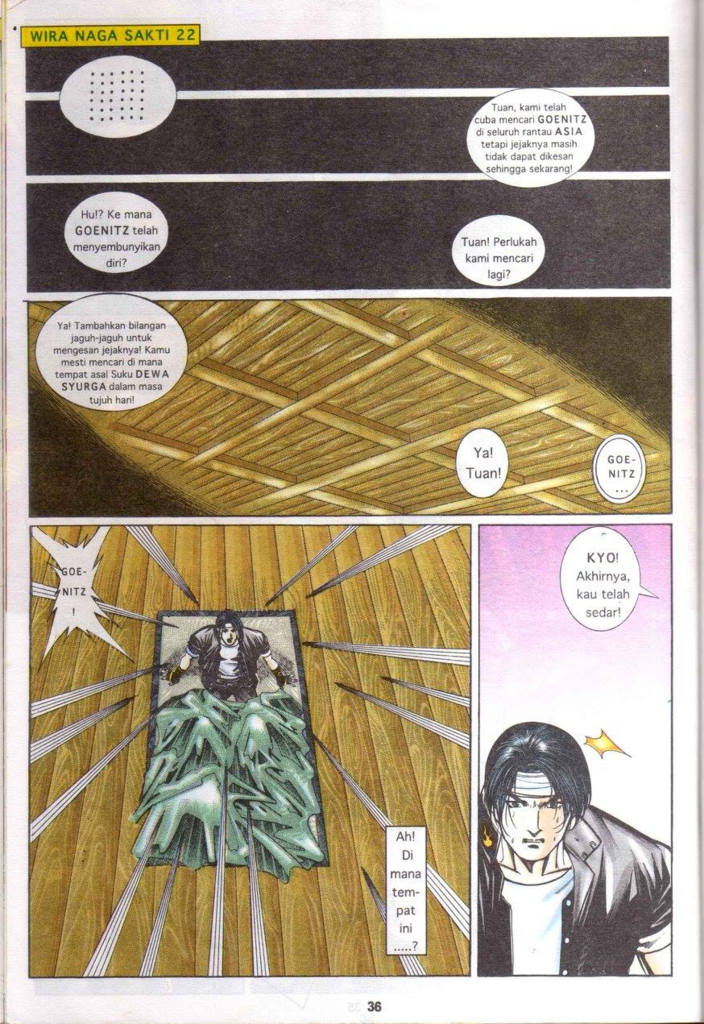 WIRA NAGA SAKTI 22
Tuan, kami telah
cuba mencari GOENITZ
di seluruh rantau ASIA
tetapi jejaknya masih
tidak dapat dikesan
sehingga sekarang!
Hu!? Ke mana
GOENITZ telah
menyembunyikan
diri?
Tuan! Perlukah
kami mencari
lagi?
Ya! Tambahkan bilangan
jaguh-jaguh untuk
mengesan jejaknya! Kamu
mesti mencari di mana
tempat asal Suku DEWA
SYURGA dalam masa
tujuh hari!
Ya!
Tuan!
GOE-
NITZ
...
GOE-
NITZ
!
KYO!
Akhirnya,
kau telah
sedar!
Ah!
Di
mana
tem-
pat
ini
.....?
36